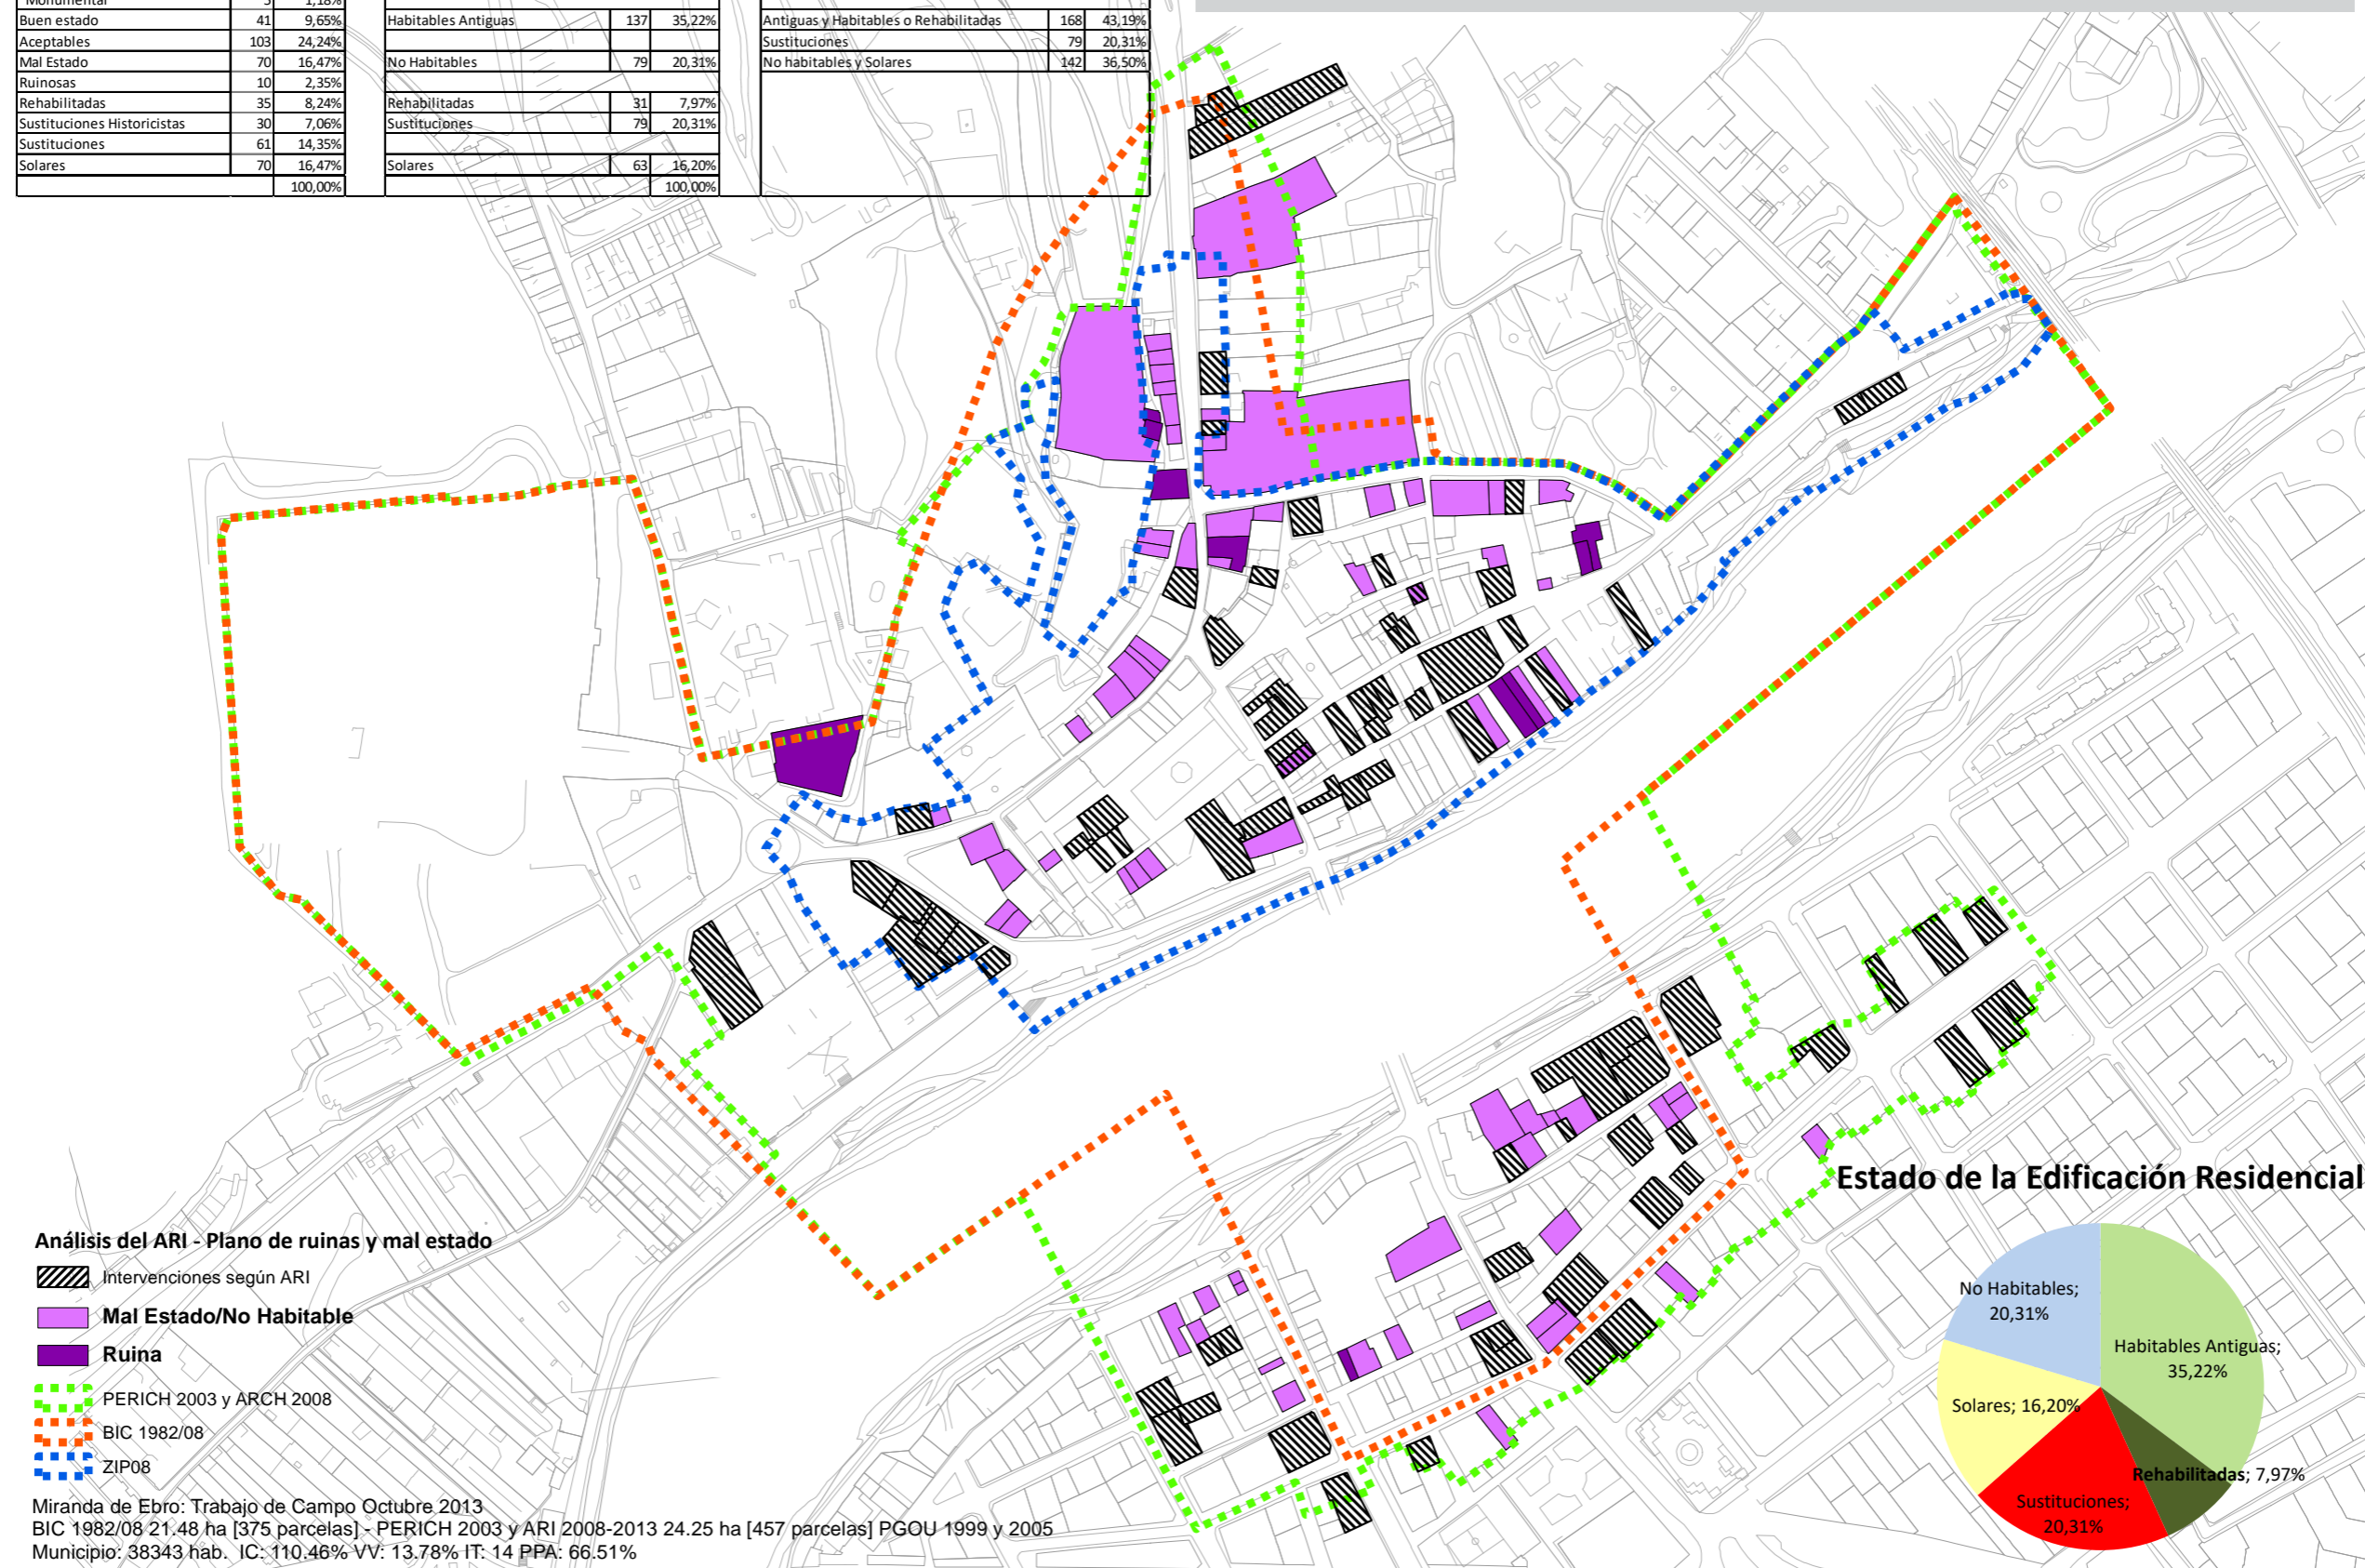 Monumental 5 1,18%
Buen estado 41 9,65% Habitables Antiguas 137 35,22% Antiguas y Habitables o Rehabilitadas 168 43,19%
Aceptables 103 24,24% Sustituciones 79 20,31%
Mal Estado 70 16,47% No Habitables 79 20,31% No habitables y Solares 142 36,50%
Ruinosas 10 2,35%
Rehabilitadas 35 8,24% Rehabilitadas 31 7,97%
Sustituciones Historicistas 30 7,06% Sustituciones 79 20,31%
Sustituciones 61 14,35%
Solares 70 16,47% Solares 63 16,20%
100,00% 100,00%
Estado de la Edificación Residencial
No Habitables;
20,31%
Habitables Antiguas;
35,22%
Solares; 16,20%
Rehabilitadas; 7,97%
Sustituciones;
20,31%
Análisis del ARI - Plano de ruinas y mal estado
Intervenciones según ARI
Mal Estado/No Habitable
Ruina
PERICH 2003 y ARCH 2008
BIC 1982/08
ZIP08
Miranda de Ebro: Trabajo de Campo Octubre 2013
BIC 1982/08 21.48 ha [375 parcelas] - PERICH 2003 y ARI 2008-2013 24.25 ha [457 parcelas] PGOU 1999 y 2005
Municipio: 38343 hab. IC: 110.46% VV: 13.78% IT: 14 PPA: 66.51%